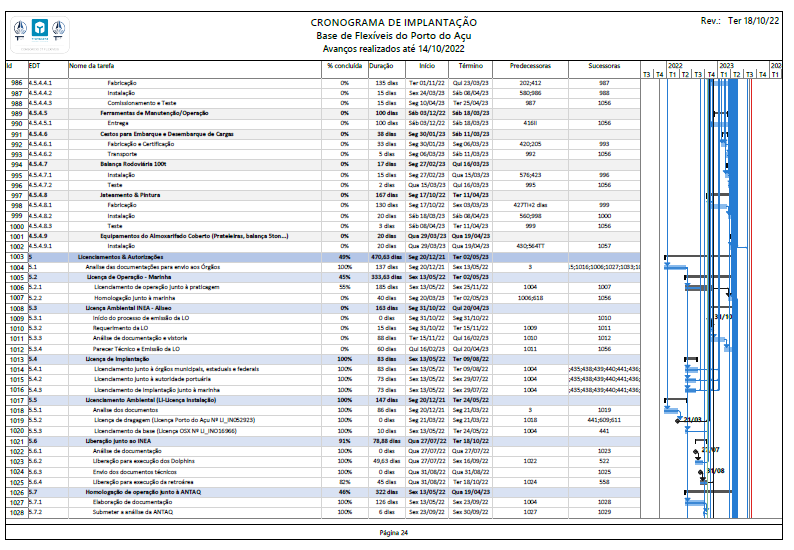 CRONOGRAMA DE IMPLANTAÇÃO
Rev.: Ter 18/10/22
Base de Flexíveis do Porto do Açu
Avanços realizados até 14/10/2022
Id EDT Nome da tarefa % concluída Duração Início Término Predecessoras Sucessoras 2022 2023 2024
T3 T4 T1 T2 T3 T4 T1 T2 T3 T4 T1
986 4.5.4.4.1 Fabricação 0% 135 dias Ter 01/11/22 Qui 23/03/23 202;412 987
987 4.5.4.4.2 Instalação 0% 15 dias Sex 24/03/23 Sáb 08/04/23 580;986 988
988 4.5.4.4.3 Comissionamento e Teste 0% 15 dias Seg 10/04/23 Ter 25/04/23 987 1056
989 4.5.4.5 Ferramentas de Manutenção/Operação 0% 100 dias Sáb 03/12/22 Sáb 18/03/23
990 4.5.4.5.1 Entrega 0% 100 dias Sáb 03/12/22 Sáb 18/03/23 416II 1056
991 4.5.4.6 Cestos para Embarque e Desembarque de Cargas 0% 38 dias Seg 30/01/23 Sáb 11/03/23
992 4.5.4.6.1 Fabricação e Certificação 0% 33 dias Seg 30/01/23 Seg 06/03/23 420;205 993
993 4.5.4.6.2 Transporte 0% 5 dias Seg 06/03/23 Sáb 11/03/23 992 1056
994 4.5.4.7 Balança Rodoviária 100t 0% 17 dias Seg 27/02/23 Qui 16/03/23
995 4.5.4.7.1 Instalação 0% 15 dias Seg 27/02/23 Qua 15/03/23 576;423 996
996 4.5.4.7.2 Teste 0% 2 dias Qua 15/03/23 Qui 16/03/23 995 1056
997 4.5.4.8 Jateamento & Pintura 0% 167 dias Seg 17/10/22 Ter 11/04/23
998 4.5.4.8.1 Fabricação 0% 130 dias Seg 17/10/22 Sex 03/03/23 427TI+2 dias 999
999 4.5.4.8.2 Instalação 0% 20 dias Sáb 18/03/23 Sáb 08/04/23 560;998 1000
1000 4.5.4.8.3 Teste 0% 3 dias Sáb 08/04/23 Ter 11/04/23 999 1056
1001 4.5.4.9 Equipamentos do Almoxarifado Coberto (Prateleiras, balança Ston...) 0% 20 dias Qua 29/03/23 Qua 19/04/23
1002 4.5.4.9.1 Instalação 0% 20 dias Qua 29/03/23 Qua 19/04/23 430;564TT 1057
1003 5 Licenciamentos & Autorizações 49% 470,63 dias Seg 20/12/21 Ter 02/05/23
1004 5.1 Analise das documentações para envio aos Órgãos 100% 137 dias Seg 20/12/21 Sex 13/05/22 3 15;1016;1006;1027;1033;10
1005 5.2 Licença de Operação - Marinha 45% 333,63 dias Sex 13/05/22 Ter 02/05/23
1006 5.2.1 Licenciamento de operação junto à praticagem 55% 185 dias Sex 13/05/22 Sex 25/11/22 1004 1007
1007 5.2.2 Homologação junto à marinha 0% 40 dias Seg 20/03/23 Ter 02/05/23 1006;618 1056
1008 5.3 Licença Ambiental INEA - Aliseo 0% 163 dias Seg 31/10/22 Qui 20/04/23
1009 5.3.1 Início do processo de emissão da LO 0% 0 dias Seg 31/10/22 Seg 31/10/22 1010 31/10
1010 5.3.2 Requerimento da LO 0% 15 dias Seg 31/10/22 Ter 15/11/22 1009 1011
1011 5.3.3 Análise de documentação e vistoria 0% 88 dias Ter 15/11/22 Qui 16/02/23 1010 1012
1012 5.3.4 Parecer Técnico e Emissão da LO 0% 60 dias Qui 16/02/23 Qui 20/04/23 1011 1056
1013 5.4 Licença de Implantação 100% 83 dias Sex 13/05/22 Ter 09/08/22
1014 5.4.1 Licenciamento junto à órgãos municipais, estaduais e federais 100% 83 dias Sex 13/05/22 Ter 09/08/22 1004 ;435;438;439;440;441;436;
1015 5.4.2 Licenciamento junto à autoridade portuária 100% 73 dias Sex 13/05/22 Sex 29/07/22 1004 ;435;438;439;440;441;436;
1016 5.4.3 Licenciamento de Implantação junto à marinha 100% 73 dias Sex 13/05/22 Sex 29/07/22 1004 ;435;438;439;440;441;436;
1017 5.5 Licenciamento Ambiental (LI-Licença Instalação) 100% 147 dias Seg 20/12/21 Ter 24/05/22
1018 5.5.1 Analise dos documentos 100% 86 dias Seg 20/12/21 Seg 21/03/22 3 1019
1019 5.5.2 Licença de dragagem (Licença Porto do Açu Nº LI_IN052923) 100% 0 dias Seg 21/03/22 Seg 21/03/22 1018 441;609;611 21/03
1020 5.5.3 Licenciamento da base (Licença OSX Nº LI_INO16966) 100% 10 dias Sex 13/05/22 Ter 24/05/22 1004 441
1021 5.6 Liberação junto ao INEA 91% 78,88 dias Qua 27/07/22 Ter 18/10/22
1022 5.6.1 Análise de documentação 100% 0 dias Qua 27/07/22 Qua 27/07/22 1023 27/07
1023 5.6.2 Liberação para execução dos Dolphins 100% 49,63 dias Qua 27/07/22 Sex 16/09/22 1022 522
1024 5.6.3 Envio dos documentos técnicos 100% 0 dias Qua 31/08/22 Qua 31/08/22 1025 31/08
1025 5.6.4 Liberação para execução da retroárea 82% 45 dias Qua 31/08/22 Ter 18/10/22 1024 558
1026 5.7 Homologação de operação junto à ANTAQ 46% 322 dias Sex 13/05/22 Qua 19/04/23
1027 5.7.1 Elaboração de documentação 100% 126 dias Sex 13/05/22 Sex 23/09/22 1004 1028
1028 5.7.2 Submeter a análise da ANTAQ 100% 6 dias Sex 23/09/22 Sex 30/09/22 1027 1029
Página 24